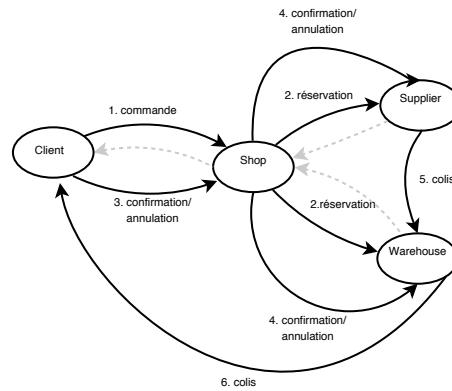 4. confirmation/
annulation
1. commande
2. réservation
Supplier
Client
Shop
3. confirmation/
annulation
2.réservation
5. colis
Warehouse
4. confirmation/
annulation
6. colis